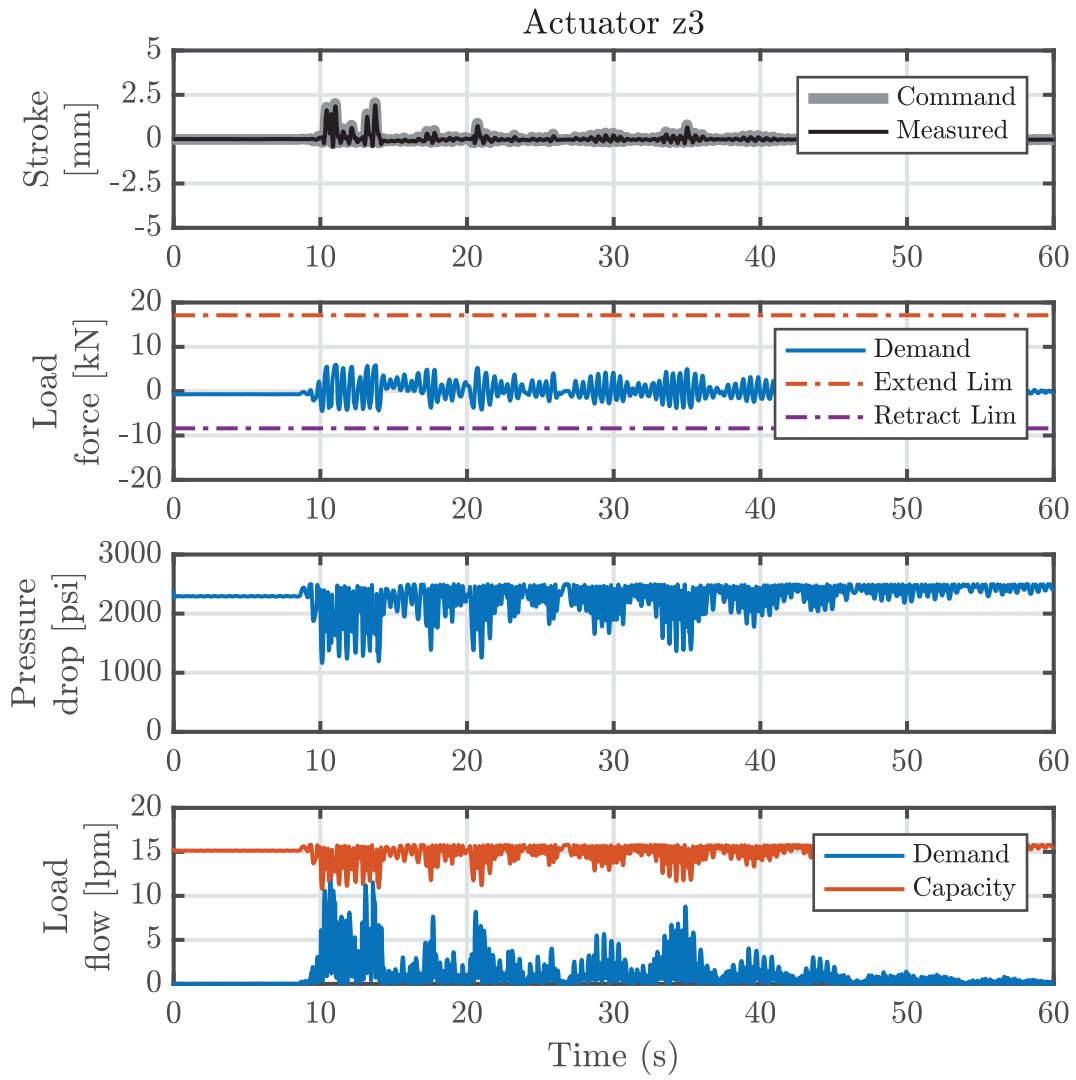 Actuator z3
Stroke
[mm]
5
2.5
0
-2.5
-5
Command
Measured
0 10 20 30 40 50 60
Load
force [kN]
20
10
0
-10
-20
Demand
Extend Lim
Retract Lim
0 10 20 30 40 50 60
Pressure
drop [psi]
3000
2000
1000
0
0 10 20 30 40 50 60
Load
flow [lpm]
20
15
10
5
0
Demand
Capacity
0 10 20 30 40 50 60
Time (s)